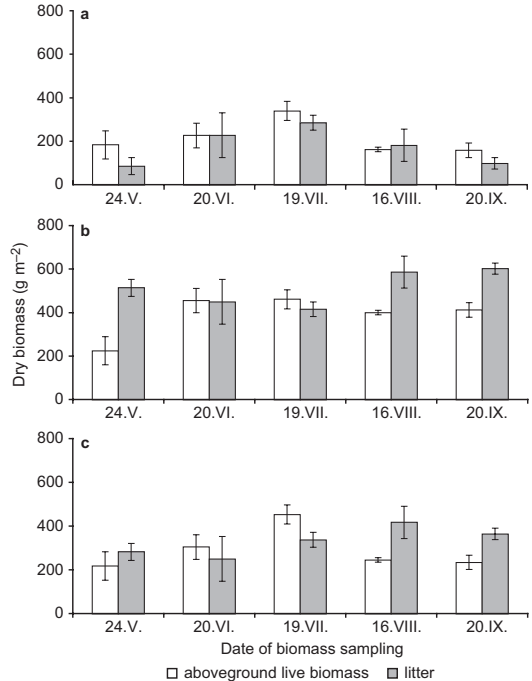 a
800
600
400
200
0
24.V. 20.VI. 19.VII. 16.VIII. 20.IX.
b
800
600
400
200
0
24.V. 20.VI. 19.VII. 16.VIII. 20.IX.
c
800
600
400
200
0
24.V. 20.VI. 19.VII. 16.VIII. 20.IX.
Dry biomass (g m⁻²)
Date of biomass sampling
aboveground live biomass litter